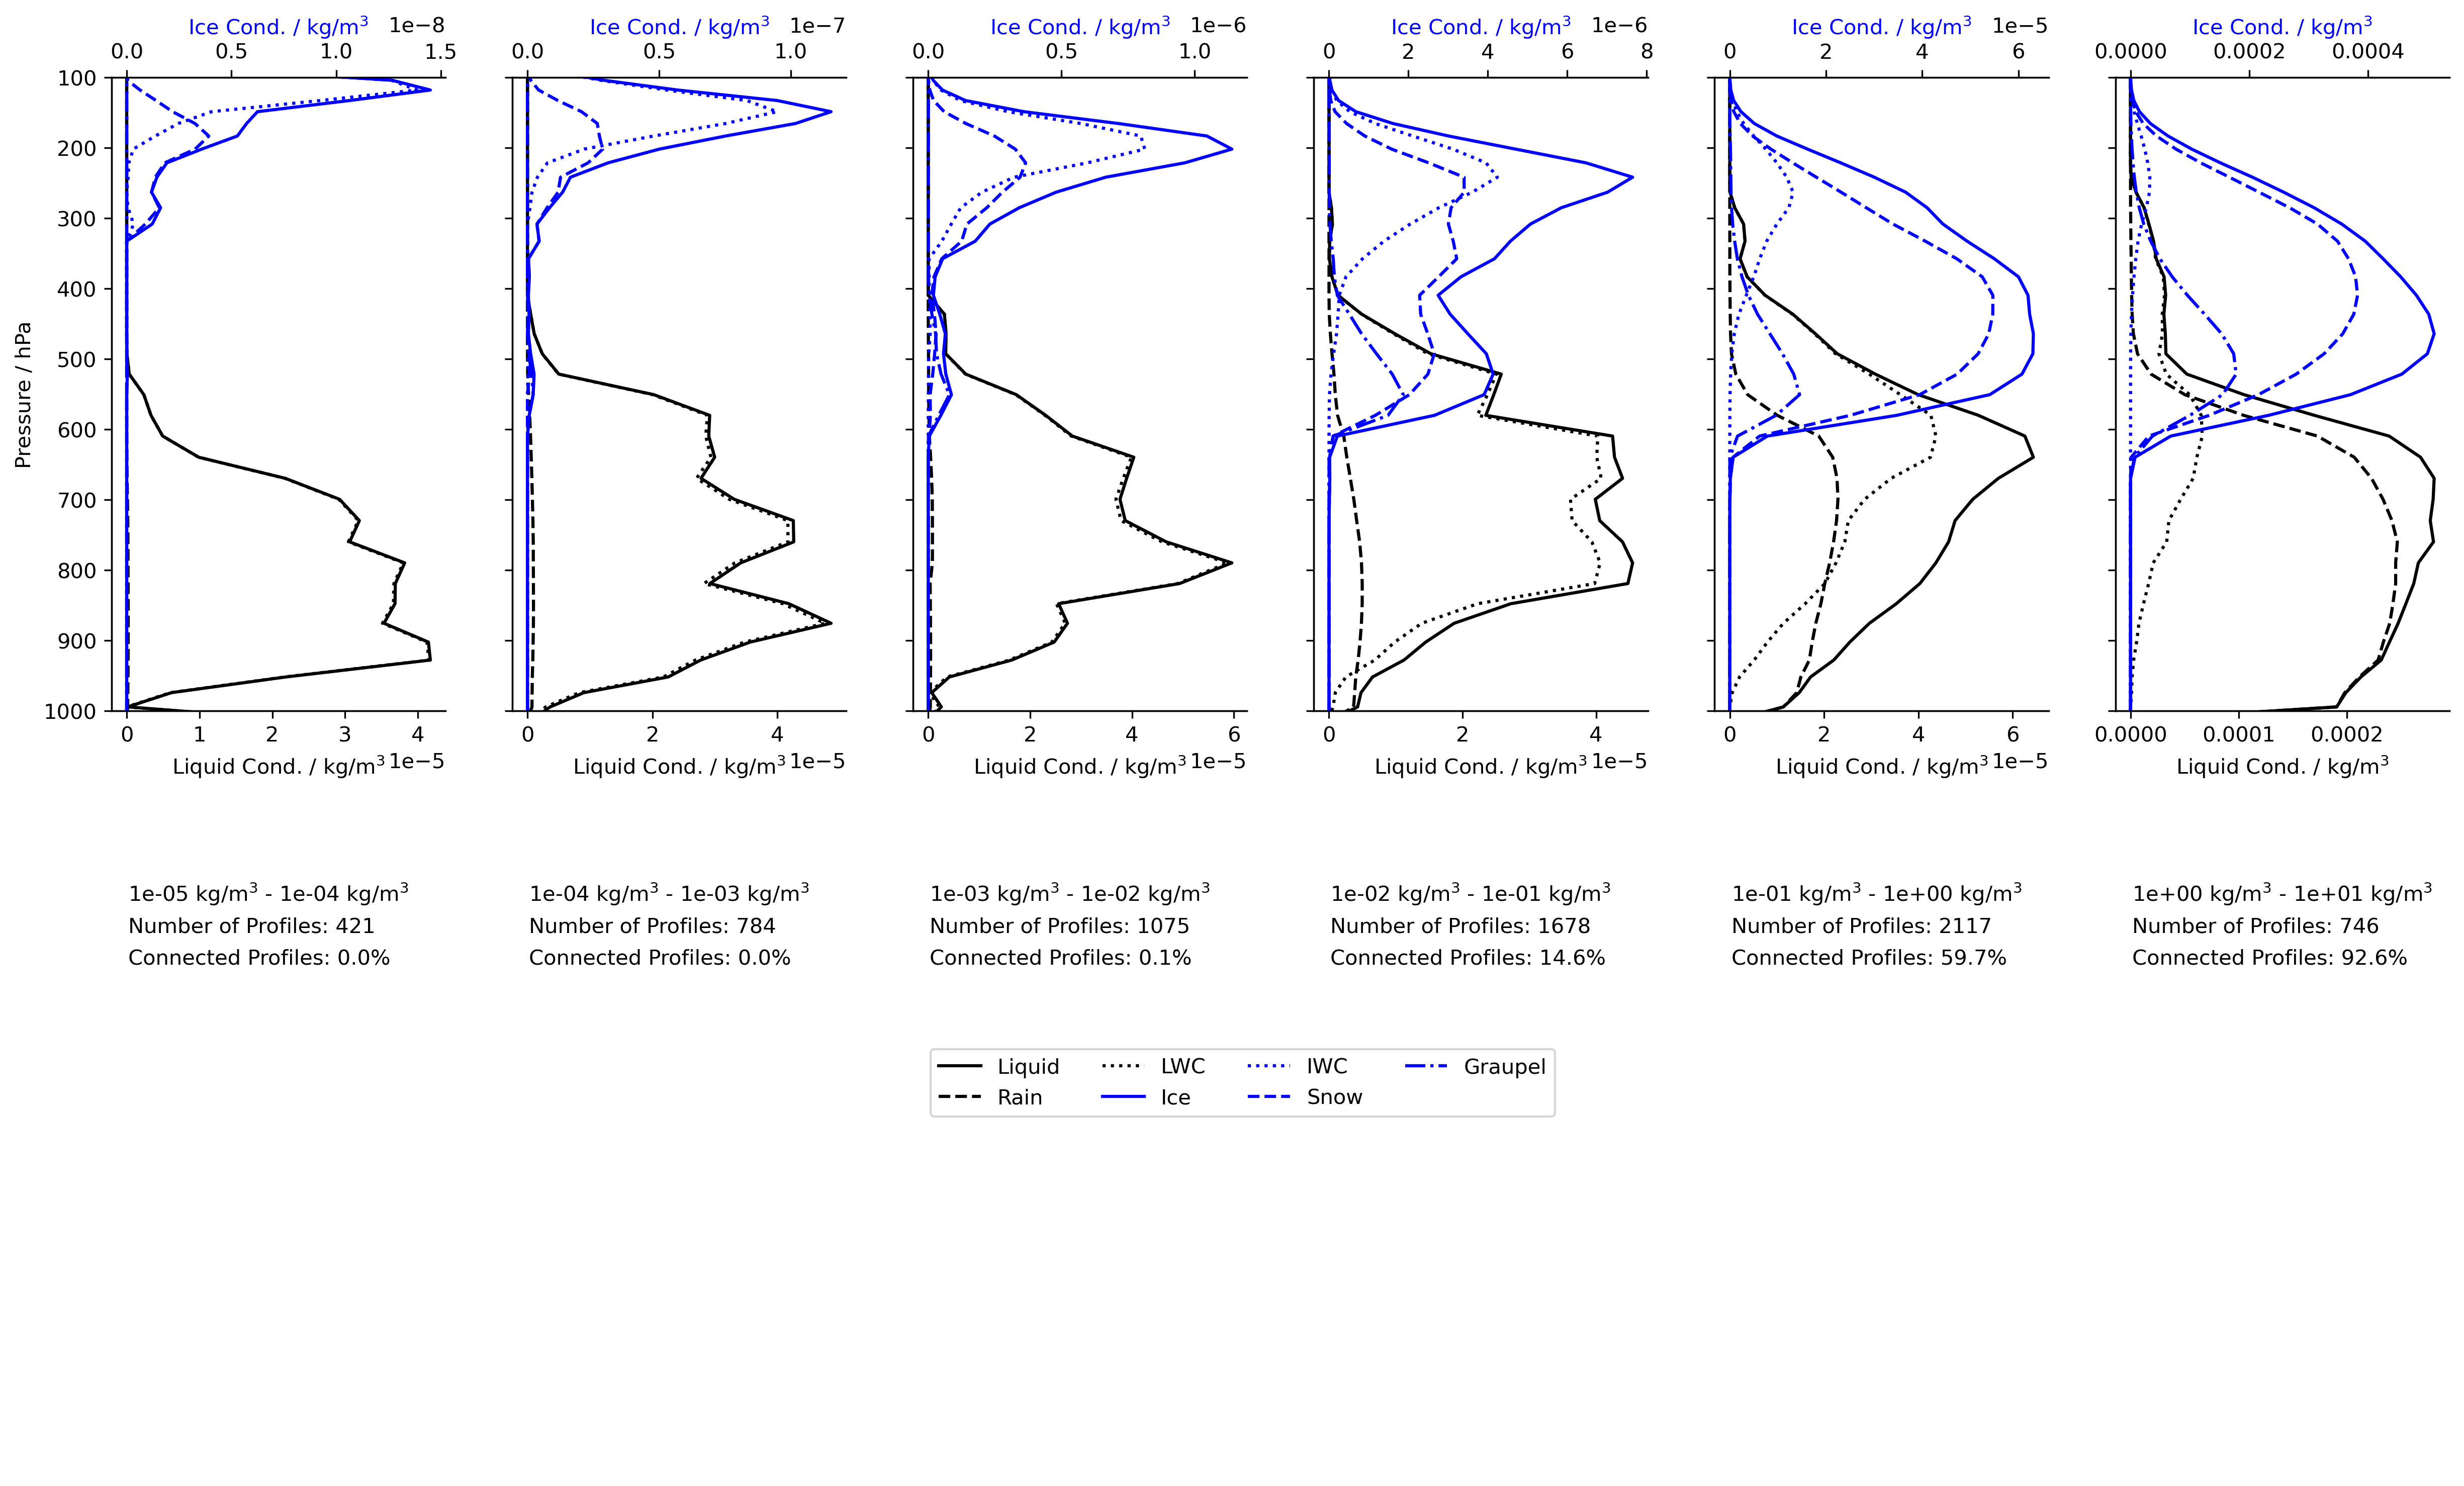 Ice Cond. / kg/m³ 1e−8 Ice Cond. / kg/m³ 1e−7 Ice Cond. / kg/m³ 1e−6 Ice Cond. / kg/m³ 1e−6 Ice Cond. / kg/m³ 1e−5 Ice Cond. / kg/m³
0.0 0.5 1.0 1.5 0.0 0.5 1.0 0.0 0.5 1.0 0 2 4 6 8 0 2 4 6 0.0000 0.0002 0.0004
100
200
300
400
500
600
700
800
900
1000
Pressure / hPa
0 1 2 3 4 0 2 4 0 2 4 6 0 2 4 0 2 4 6 0.0000 0.0001 0.0002
Liquid Cond. / kg/m³ 1e−5 Liquid Cond. / kg/m³ 1e−5 Liquid Cond. / kg/m³ 1e−5 Liquid Cond. / kg/m³ 1e−5 Liquid Cond. / kg/m³ 1e−5 Liquid Cond. / kg/m³
1e-05 kg/m³ - 1e-04 kg/m³
Number of Profiles: 421
Connected Profiles: 0.0%
1e-04 kg/m³ - 1e-03 kg/m³
Number of Profiles: 784
Connected Profiles: 0.0%
1e-03 kg/m³ - 1e-02 kg/m³
Number of Profiles: 1075
Connected Profiles: 0.1%
1e-02 kg/m³ - 1e-01 kg/m³
Number of Profiles: 1678
Connected Profiles: 14.6%
1e-01 kg/m³ - 1e+00 kg/m³
Number of Profiles: 2117
Connected Profiles: 59.7%
1e+00 kg/m³ - 1e+01 kg/m³
Number of Profiles: 746
Connected Profiles: 92.6%
Liquid LWC IWC Graupel
Rain Ice Snow